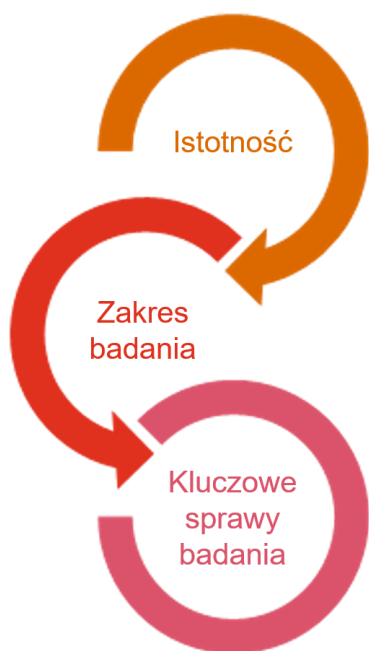 Istotność
Zakres
badania
Kluczowe
sprawy
badania